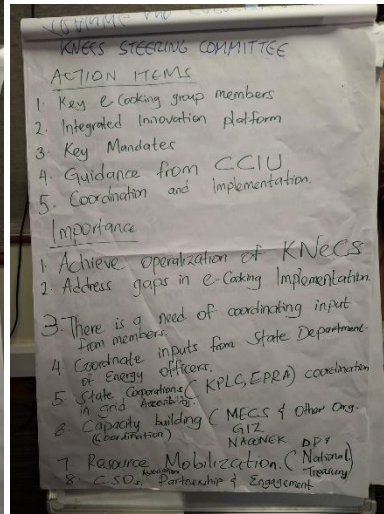 KNeCS STEERING COMMITTEE
ACTION ITEMS
1. Key e-Cooking group members
2. Integrated Innovation platform
3. Key Mandates
4. Guidance from CCIU
5. Coordination and Implementation.
Importance
1. Achieve operalization of KNeCS
2. Address gaps in e-Cooking Implementation
3. There is a need of coordinating input
from members.
4. Coordinate inputs from State Department
of Energy officers.
5. State Corporations (KPLC, EPRA) coordination
in grid Accessibility.
6. Capacity building (MECS & Other Org.
(Coordination) GIZ
NACONEK DPs
7. Resource Mobilization. (National
Treasury)
8. CSOs, Partnership & Engagement